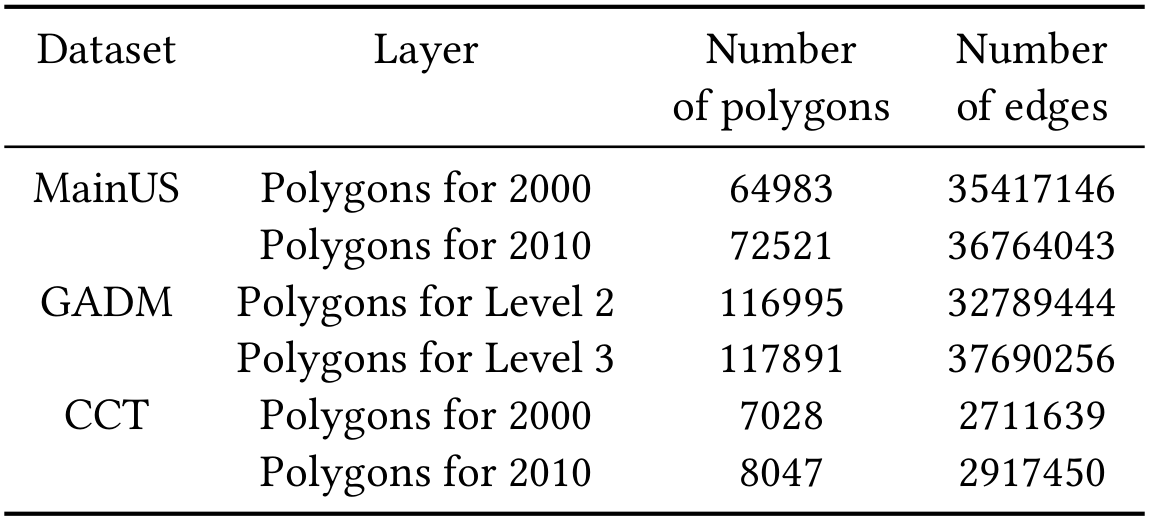 Dataset Layer Number of polygons Number of edges
MainUS Polygons for 2000 64983 35417146
Polygons for 2010 72521 36764043
GADM Polygons for Level 2 116995 32789444
Polygons for Level 3 117891 37690256
CCT Polygons for 2000 7028 2711639
Polygons for 2010 8047 2917450